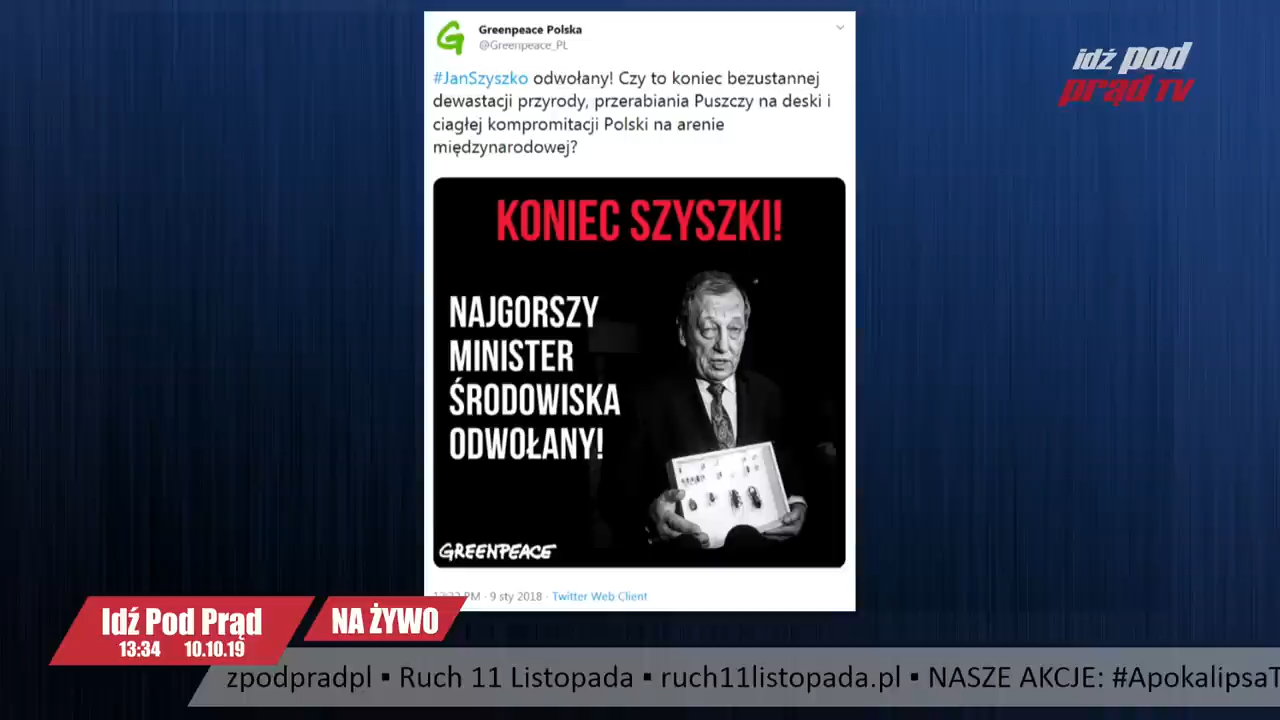 Greenpeace Polska
@Greenpeace_PL
#JanSzyszko odwołany! Czy to koniec bezustannej
dewastacji przyrody, przerabiania Puszczy na deski i
ciagłej kompromitacji Polski na arenie
międzynarodowej?
KONIEC SZYSZKI!
NAJGORSZY
MINISTER
ŚRODOWISKA
ODWOŁANY!
GREENPEACE
PM · 9 sty 2018 · Twitter Web Client
idź pod
prąd TV
Idź Pod Prąd
13:34 10.10.19
NA ŻYWO
zpodpradpl ▪ Ruch 11 Listopada ▪ ruch11listopada.pl ▪ NASZE AKCJE: #ApokalipsaT